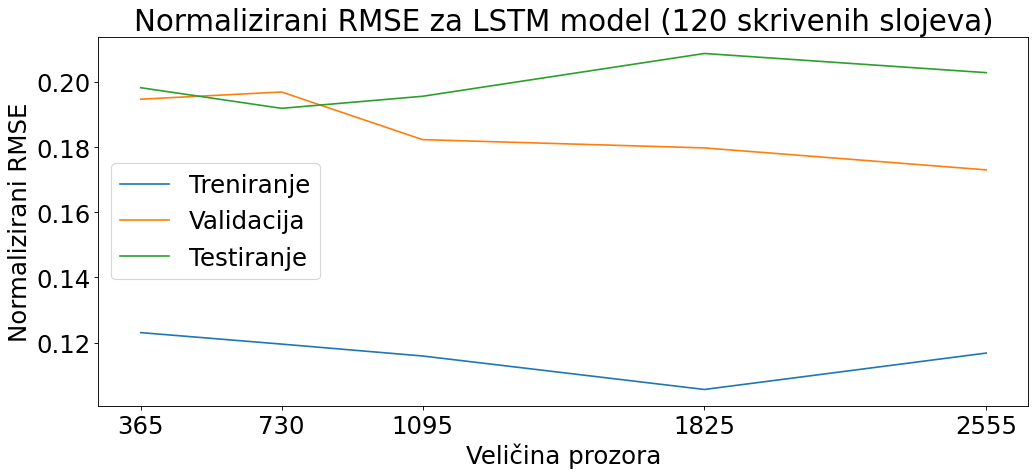 Normalizirani RMSE za LSTM model (120 skrivenih slojeva)
Normalizirani RMSE
0.20
0.18
0.16
0.14
0.12
Treniranje
Validacija
Testiranje
365 730 1095 1825 2555
Veličina prozora